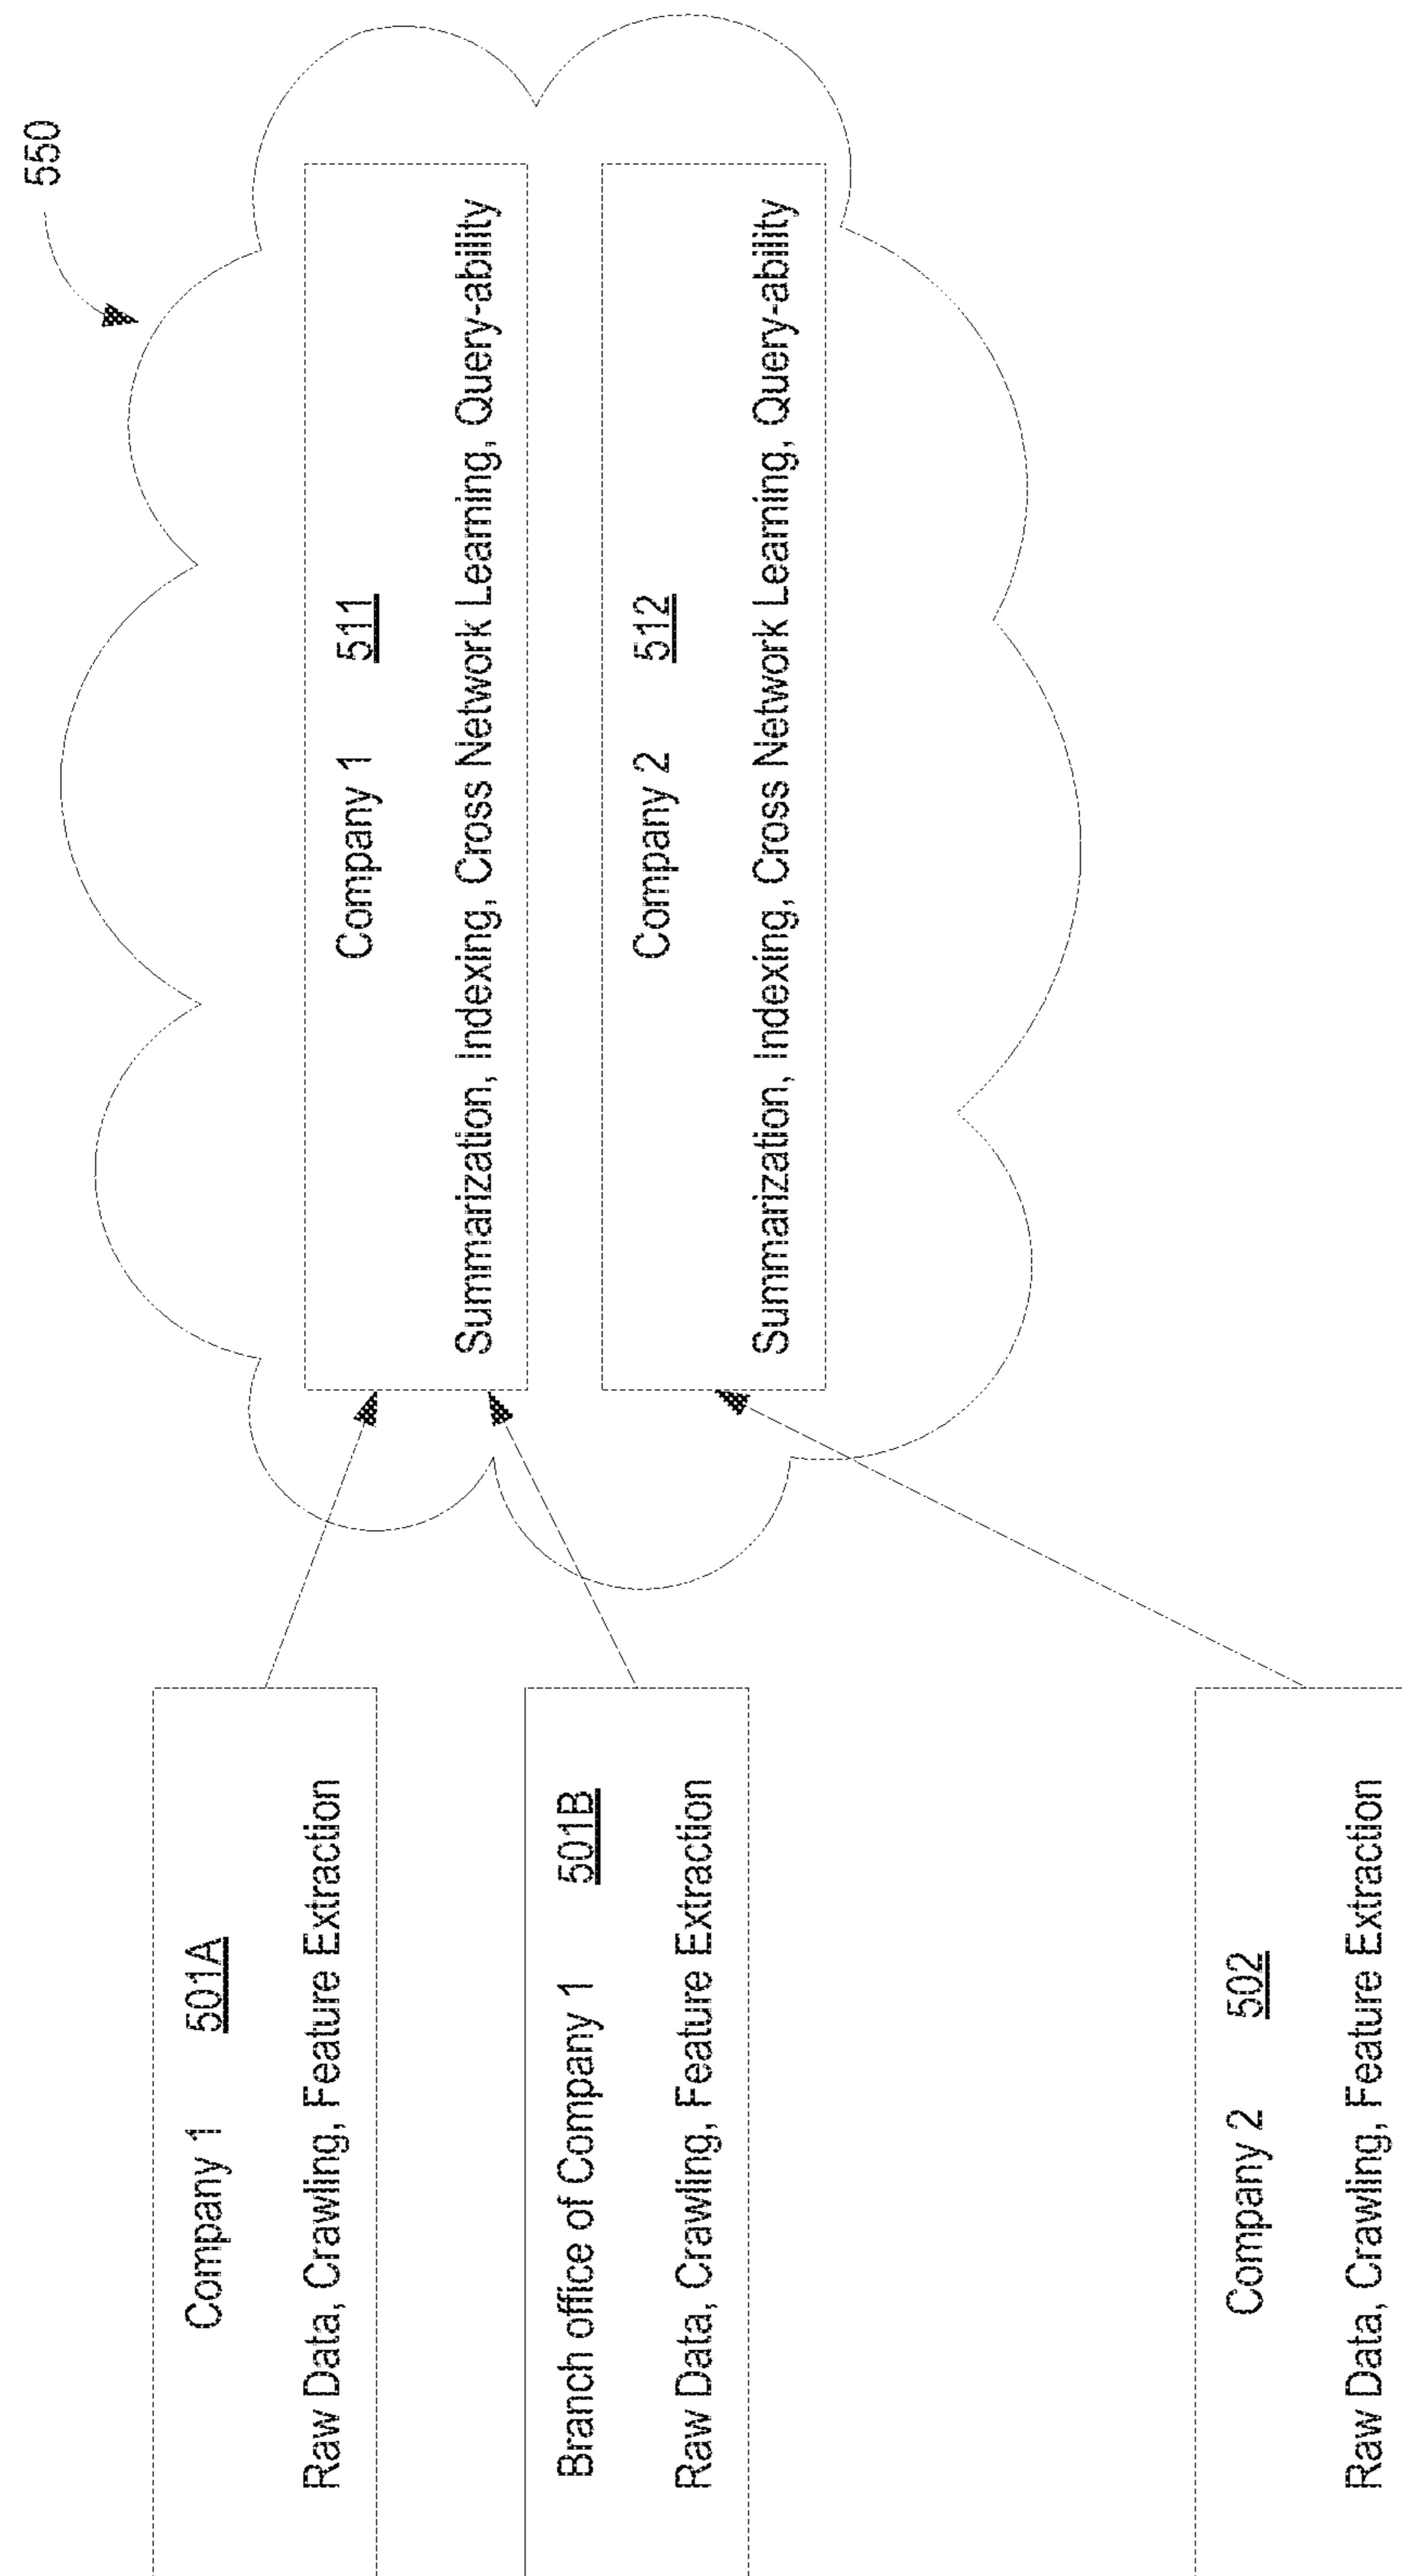 550
Company 1 511
Summarization, Indexing, Cross Network Learning, Query-ability
Company 2 512
Summarization, Indexing, Cross Network Learning, Query-ability
Company 1 501A
Raw Data, Crawling, Feature Extraction
Branch office of Company 1 501B
Raw Data, Crawling, Feature Extraction
Company 2 502
Raw Data, Crawling, Feature Extraction